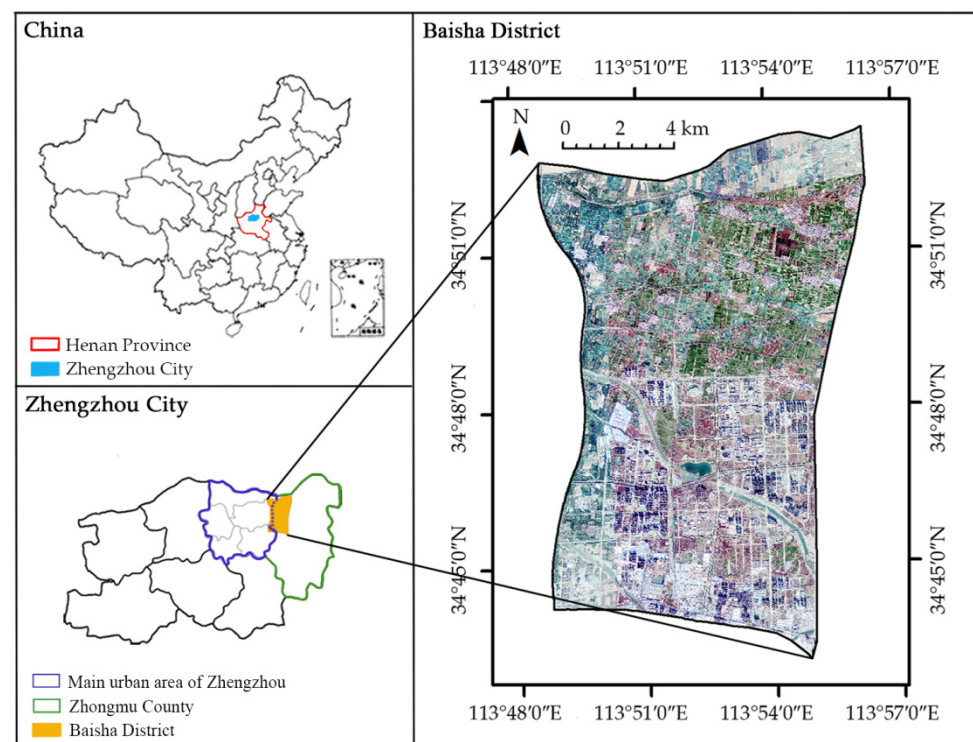 China
Henan Province
Zhengzhou City
Zhengzhou City
Main urban area of Zhengzhou
Zhongmu County
Baisha District
Baisha District
113°48′0″E 113°51′0″E 113°54′0″E 113°57′0″E
N
0 2 4 km
34°51′0″N
34°48′0″N
34°45′0″N
34°51′0″N
34°48′0″N
34°45′0″N
113°48′0″E 113°51′0″E 113°54′0″E 113°57′0″E